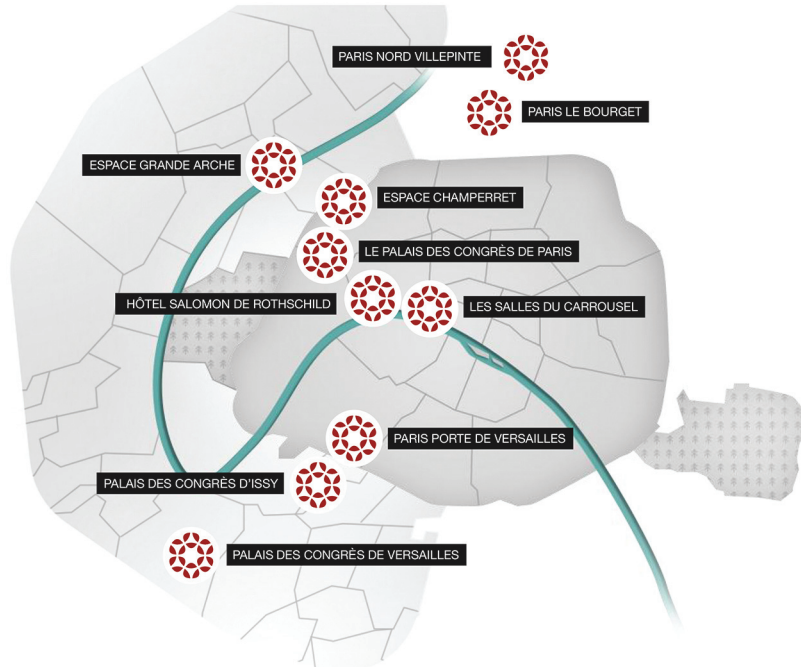 PARIS NORD VILLEPINTE
PARIS LE BOURGET
ESPACE GRANDE ARCHE
ESPACE CHAMPERRET
LE PALAIS DES CONGRÈS DE PARIS
HÔTEL SALOMON DE ROTHSCHILD
LES SALLES DU CARROUSEL
PARIS PORTE DE VERSAILLES
PALAIS DES CONGRÈS D'ISSY
PALAIS DES CONGRÈS DE VERSAILLES